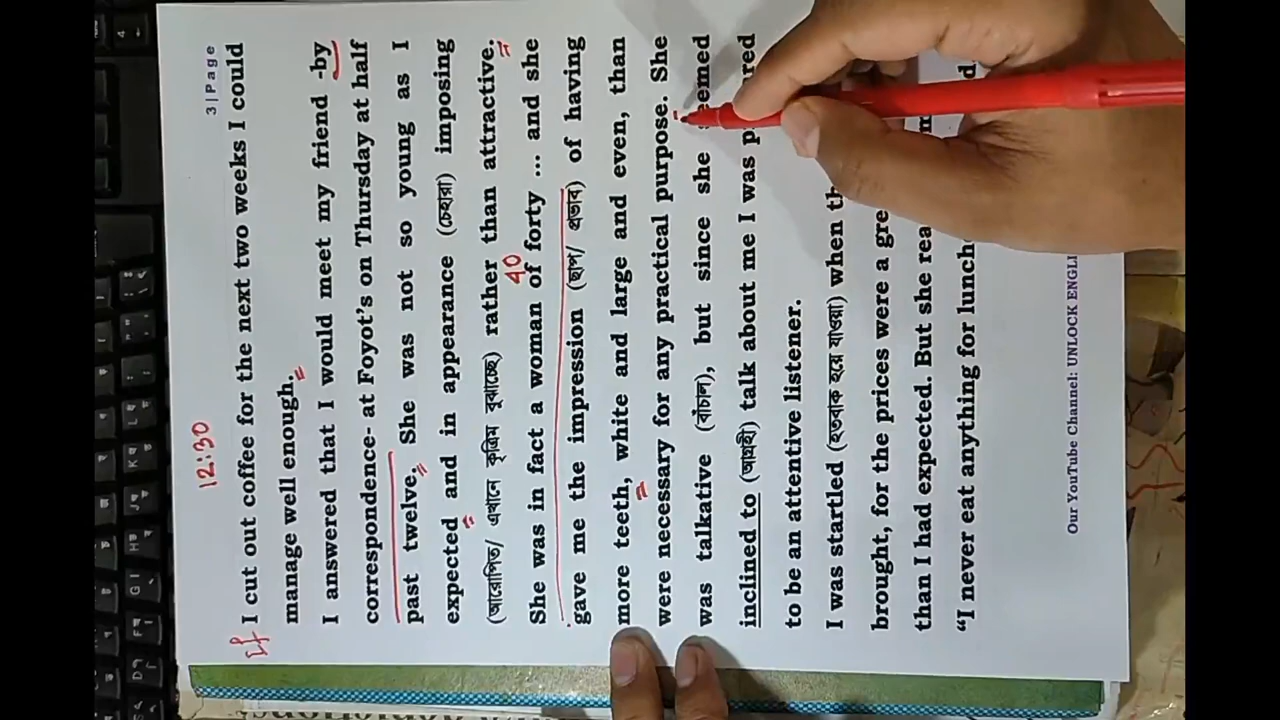 3 | Page
12:30
If I cut out coffee for the next two weeks I could
manage well enough.
I answered that I would meet my friend -by
correspondence- at Foyot's on Thursday at half
past twelve. She was not so young as I
expected and in appearance (চেহারা) imposing
(আরোপিত/ এখানে কৃত্রিম বুঝাচ্ছে) rather than attractive.
40
She was in fact a woman of forty ... and she
gave me the impression (ছাপ/ প্রভাব) of having
more teeth, white and large and even, than
were necessary for any practical purpose. She
was talkative (বাঁচাল), but since she seemed
inclined to (আগ্রহী) talk about me I was
to be an attentive listener.
I was startled (হতবাক হয়ে যাওয়া) when
brought, for the prices were a
than I had expected. But she
"I never eat anything for
Our YouTube Channel: UNLOCK